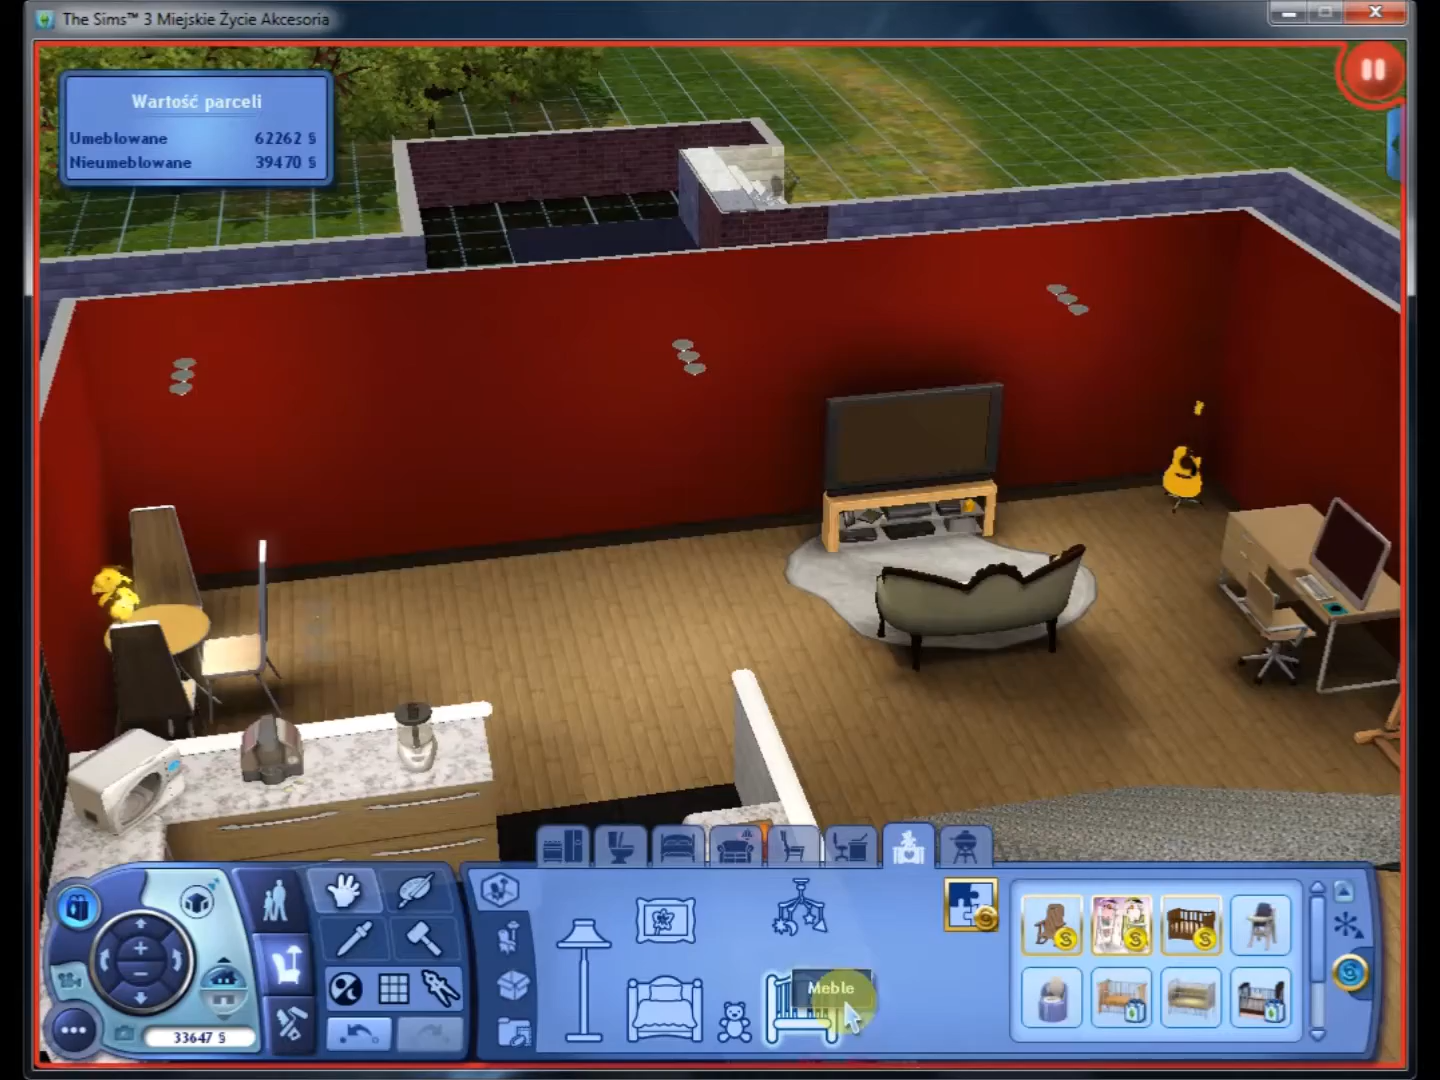 The Sims™ 3 Miejskie Życie Akcesoria
Wartość parceli
Umeblowane 62262 §
Nieumeblowane 39470 §
Meble
33647 §